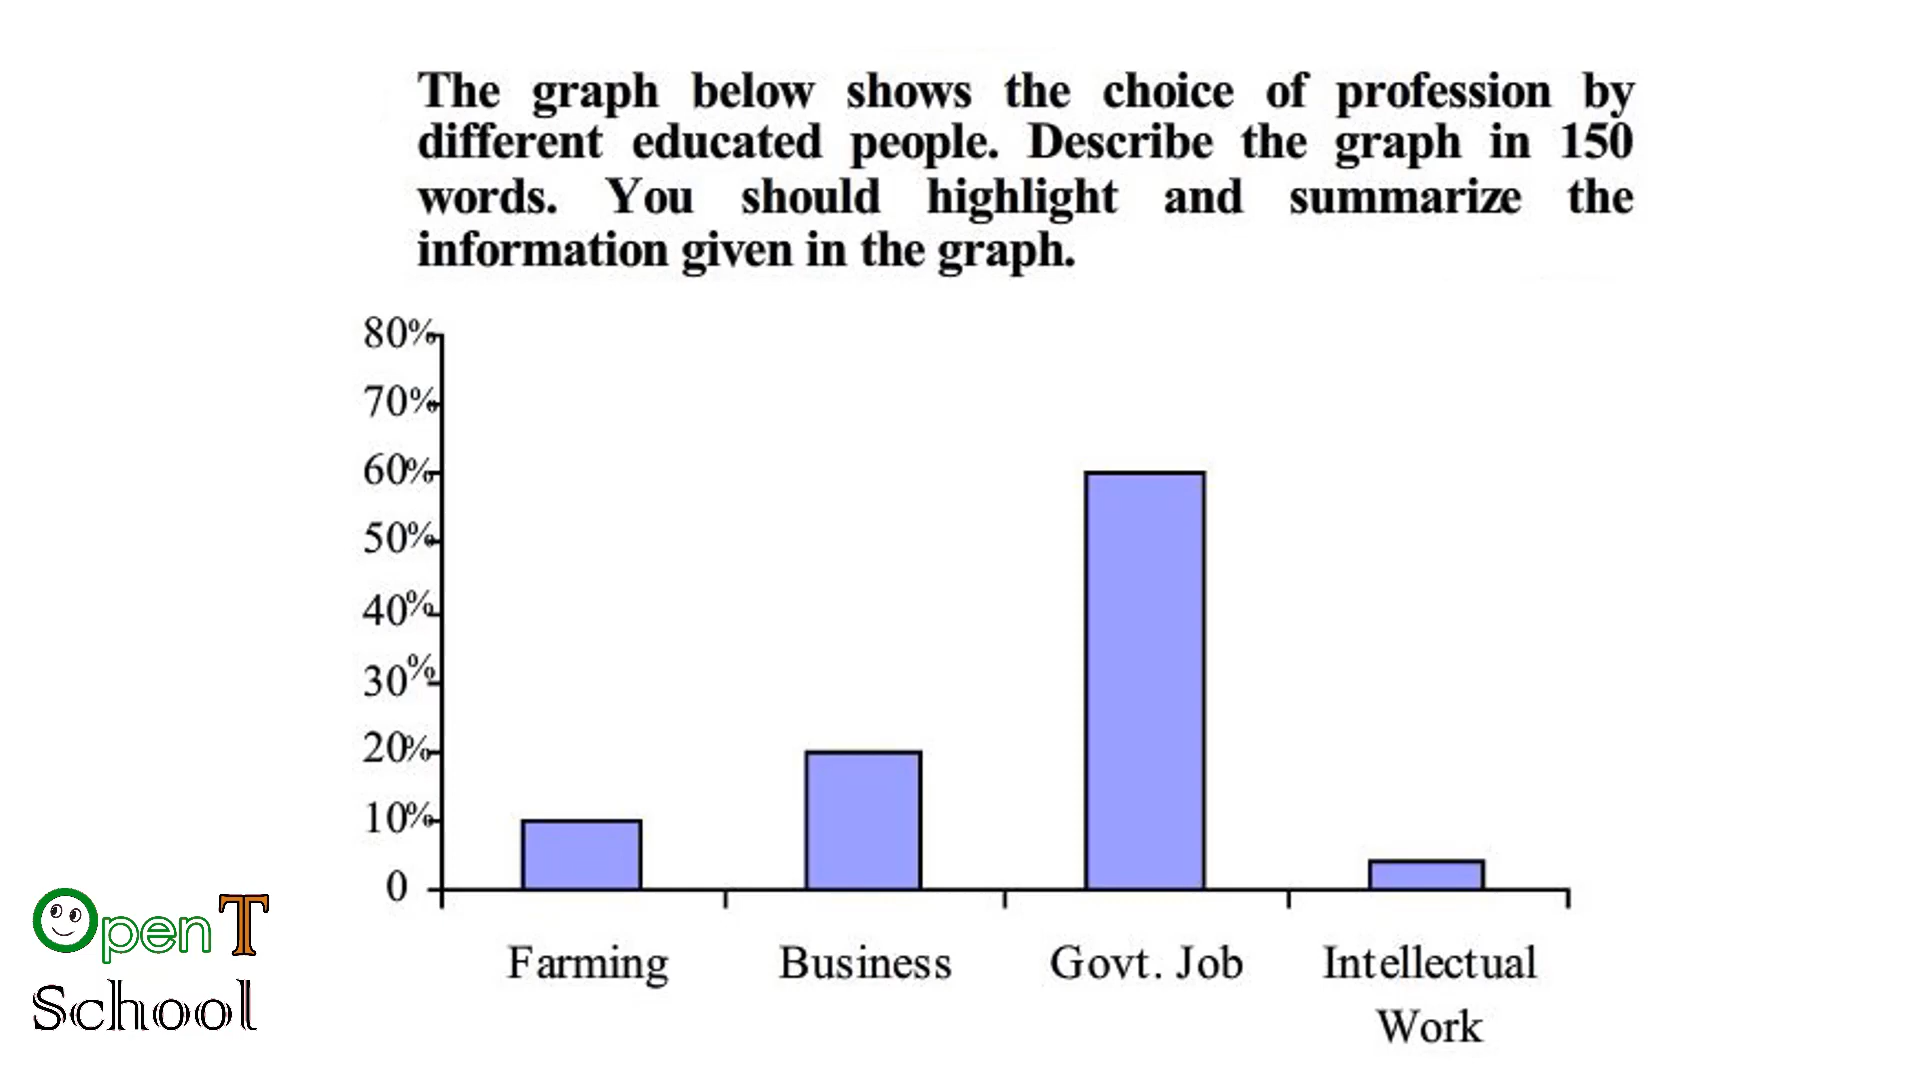 The graph below shows the choice of profession by
different educated people. Describe the graph in 150
words. You should highlight and summarize the
information given in the graph.
80%
70%
60%
50%
40%
30%
20%
10%
0
Farming
Business
Govt. Job
Intellectual
Work
Open T
School